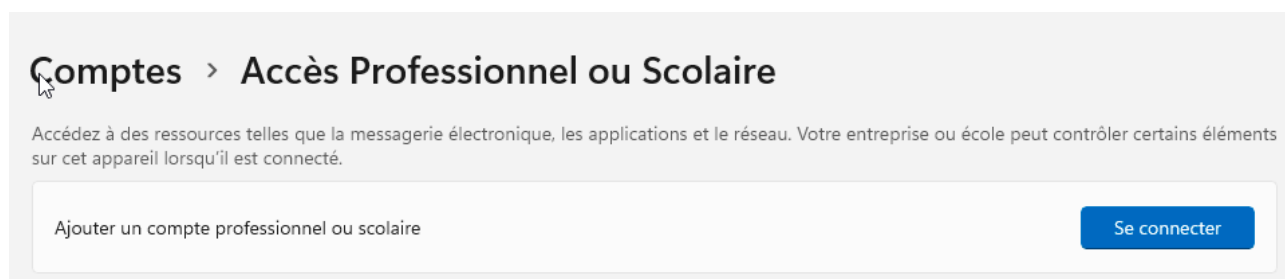 Comptes > Accès Professionnel ou Scolaire
Accédez à des ressources telles que la messagerie électronique, les applications et le réseau. Votre entreprise ou école peut contrôler certains éléments
sur cet appareil lorsqu'il est connecté.
Ajouter un compte professionnel ou scolaire Se connecter